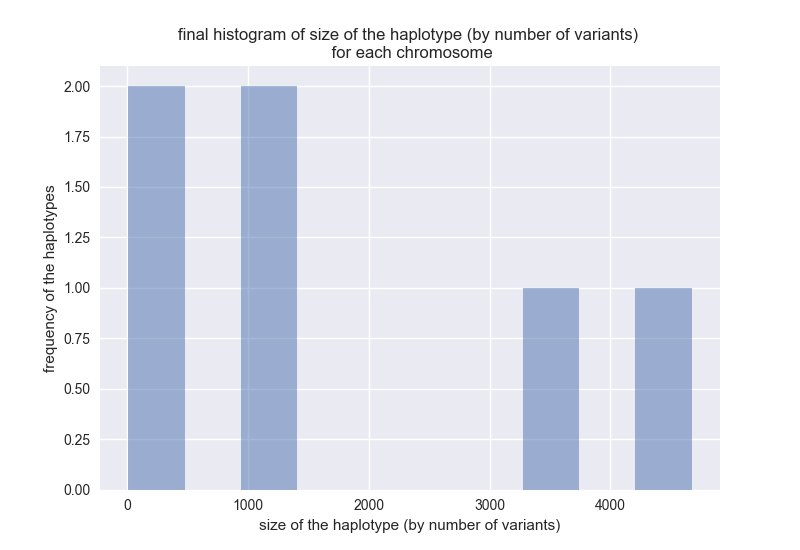 final histogram of size of the haplotype (by number of variants)
for each chromosome
2.00
1.75
1.50
1.25
1.00
0.75
0.50
0.25
0.00
frequency of the haplotypes
0 1000 2000 3000 4000
size of the haplotype (by number of variants)